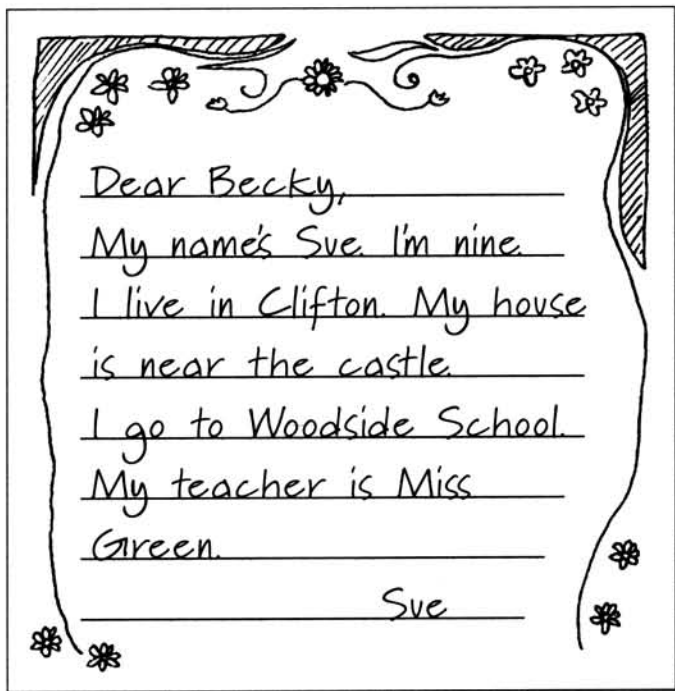 Dear Becky,
My name's Sue. I'm nine.
I live in Clifton. My house
is near the castle.
I go to Woodside School.
My teacher is Miss
Green.
Sue